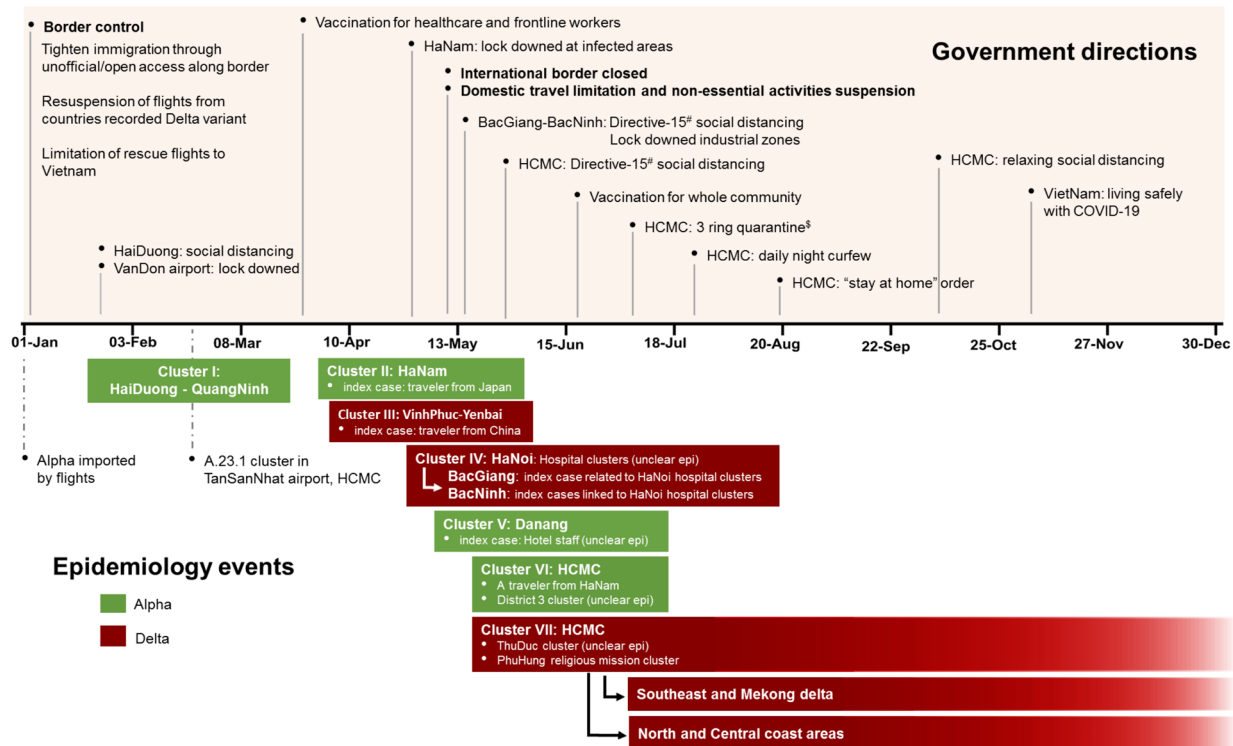 Government directions
• Border control
Tighten immigration through
unofficial/open access along border
Resuspension of flights from
countries recorded Delta variant
Limitation of rescue flights to
Vietnam
• HaiDuong: social distancing
• VanDon airport: lock downed
• Vaccination for healthcare and frontline workers
• HaNam: lock downed at infected areas
• International border closed
• Domestic travel limitation and non-essential activities suspension
• BacGiang-BacNinh: Directive-15# social distancing
Lock downed industrial zones
• HCMC: Directive-15# social distancing
• Vaccination for whole community
• HCMC: 3 ring quarantine$
• HCMC: daily night curfew
• HCMC: “stay at home” order
• HCMC: relaxing social distancing
• VietNam: living safely
with COVID-19
01-Jan 03-Feb 08-Mar 10-Apr 13-May 15-Jun 18-Jul 20-Aug 22-Sep 25-Oct 27-Nov 30-Dec
Cluster I:
HaiDuong - QuangNinh
Cluster II: HaNam
• index case: traveler from Japan
Cluster III: VinhPhuc-Yenbai
• index case: traveler from China
• Alpha imported
by flights
• A.23.1 cluster in
TanSanNhat airport, HCMC
Cluster IV: HaNoi: Hospital clusters (unclear epi)
BacGiang: index case related to HaNoi hospital clusters
BacNinh: index cases linked to HaNoi hospital clusters
Cluster V: Danang
• index case: Hotel staff (unclear epi)
Cluster VI: HCMC
• A traveler from HaNam
• District 3 cluster (unclear epi)
Cluster VII: HCMC
• ThuDuc cluster (unclear epi)
• PhuHung religious mission cluster
Southeast and Mekong delta
North and Central coast areas
Epidemiology events
Alpha
Delta